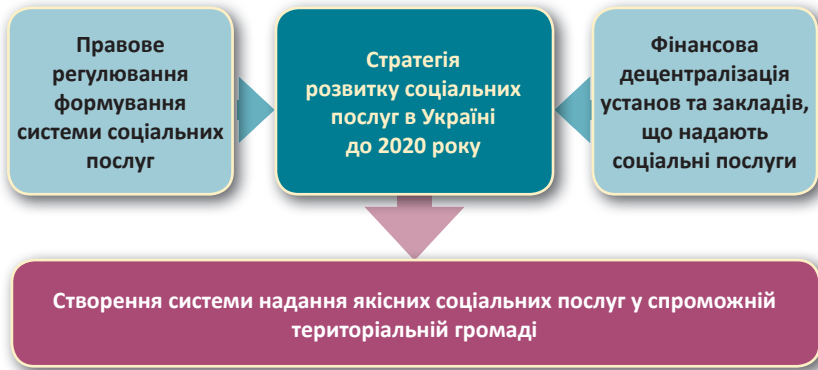 Правове
регулювання
формування
системи соціальних
послуг
Стратегія
розвитку соціальних
послуг в Україні
до 2020 року
Фінансова
децентралізація
установ та закладів,
що надають
соціальні послуги
Створення системи надання якісних соціальних послуг у спроможній
територіальній громаді